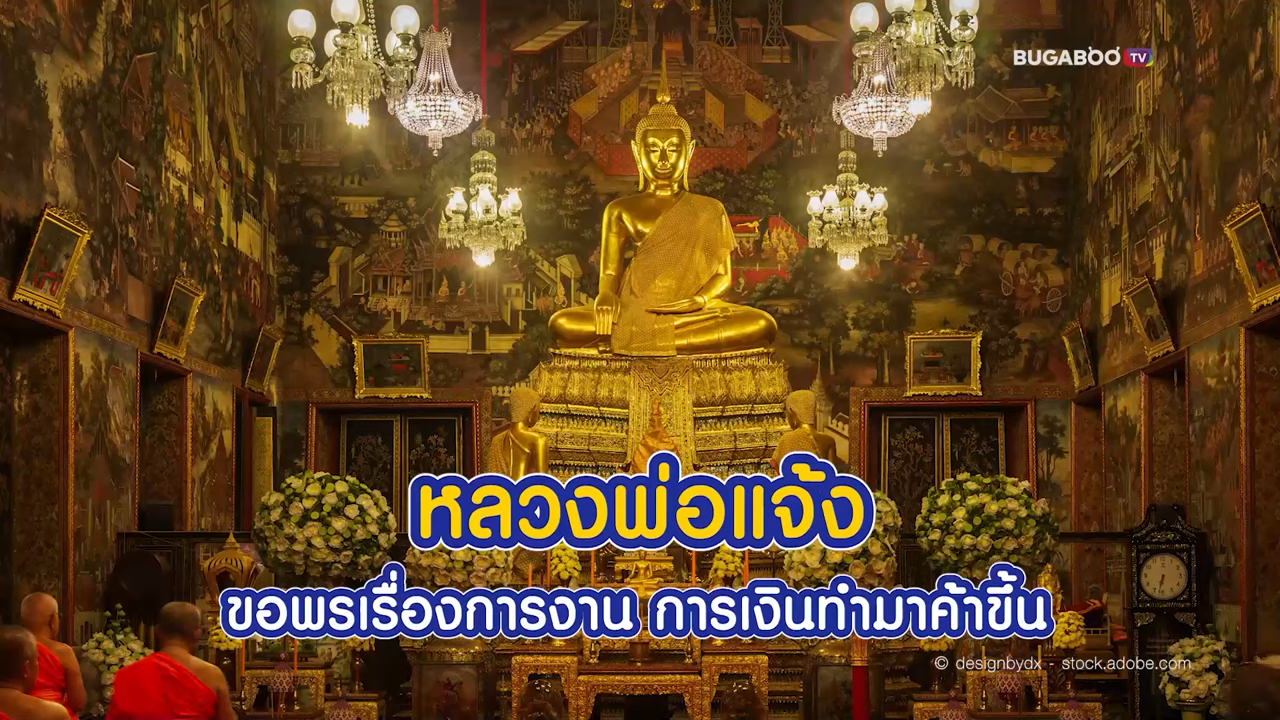 BUGABOO TV
หลวงพ่อแจ้ง
ขอพรเรื่องการงาน การเงินทำมาค้าขึ้น
© designbydx - stock.adobe.com